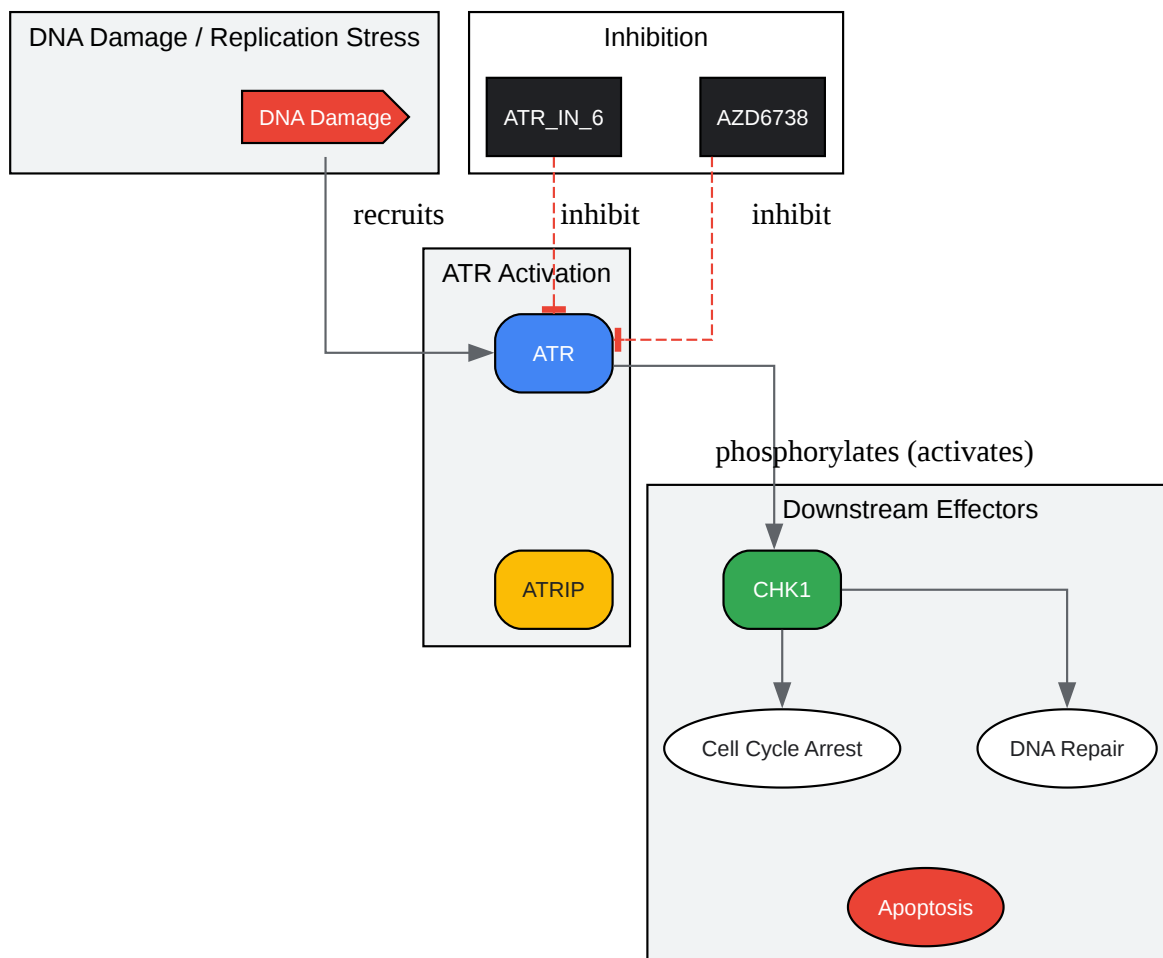 DNA Damage / Replication Stress
Inhibition
DNA Damage
ATR_IN_6
AZD6738
recruits
inhibit
inhibit
ATR Activation
ATR
phosphorylates (activates)
Downstream Effectors
ATRIP
CHK1
Cell Cycle Arrest
DNA Repair
Apoptosis